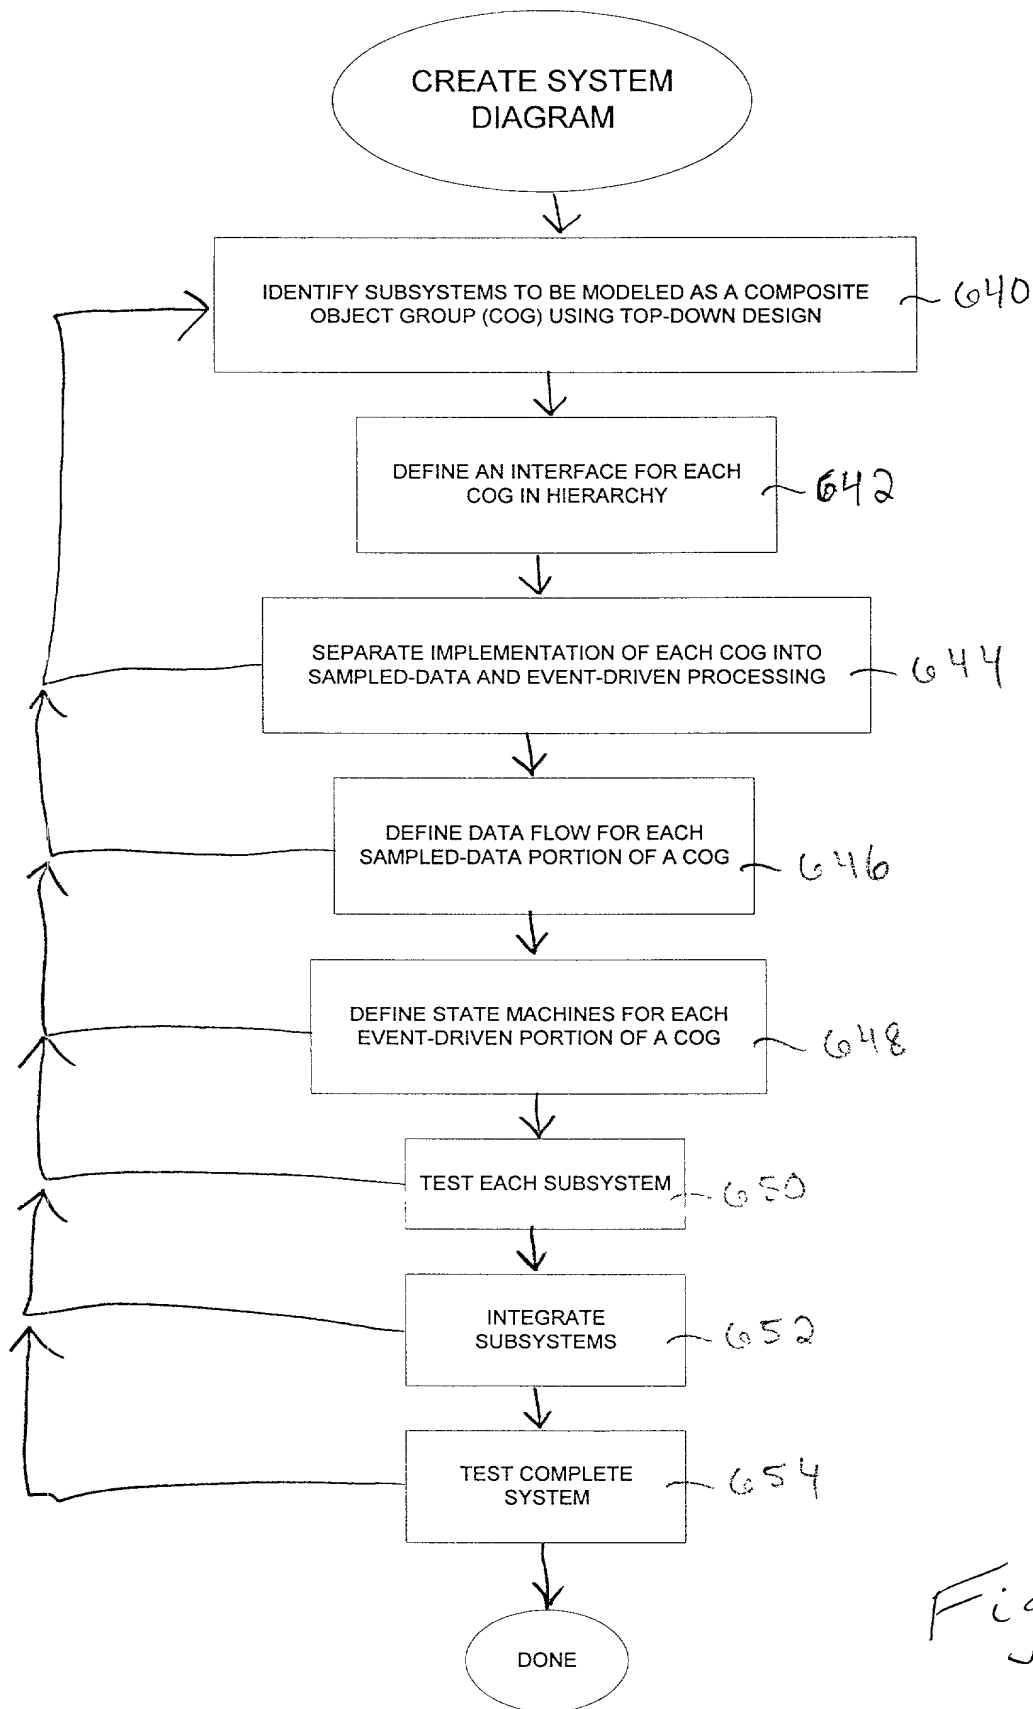 CREATE SYSTEM
DIAGRAM
IDENTIFY SUBSYSTEMS TO BE MODELED AS A COMPOSITE
OBJECT GROUP (COG) USING TOP-DOWN DESIGN
640
DEFINE AN INTERFACE FOR EACH
COG IN HIERARCHY
642
SEPARATE IMPLEMENTATION OF EACH COG INTO
SAMPLED-DATA AND EVENT-DRIVEN PROCESSING
644
DEFINE DATA FLOW FOR EACH
SAMPLED-DATA PORTION OF A COG
646
DEFINE STATE MACHINES FOR EACH
EVENT-DRIVEN PORTION OF A COG
648
TEST EACH SUBSYSTEM
650
INTEGRATE
SUBSYSTEMS
652
TEST COMPLETE
SYSTEM
654
DONE